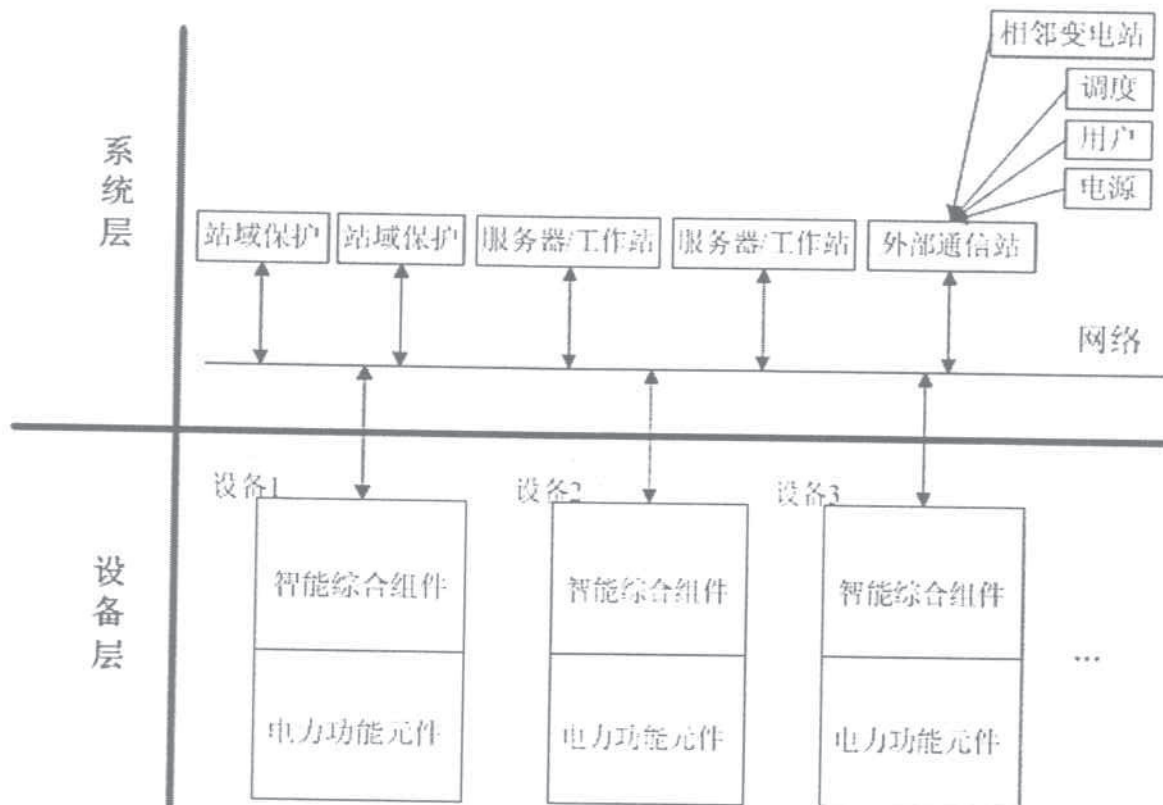 相邻变电站
调度
用户
电源
系统层
站域保护
站域保护
服务器/工作站
服务器/工作站
外部通信站
网络
设备1
设备2
设备3
设备层
智能综合组件
智能综合组件
智能综合组件
...
电力功能元件
电力功能元件
电力功能元件